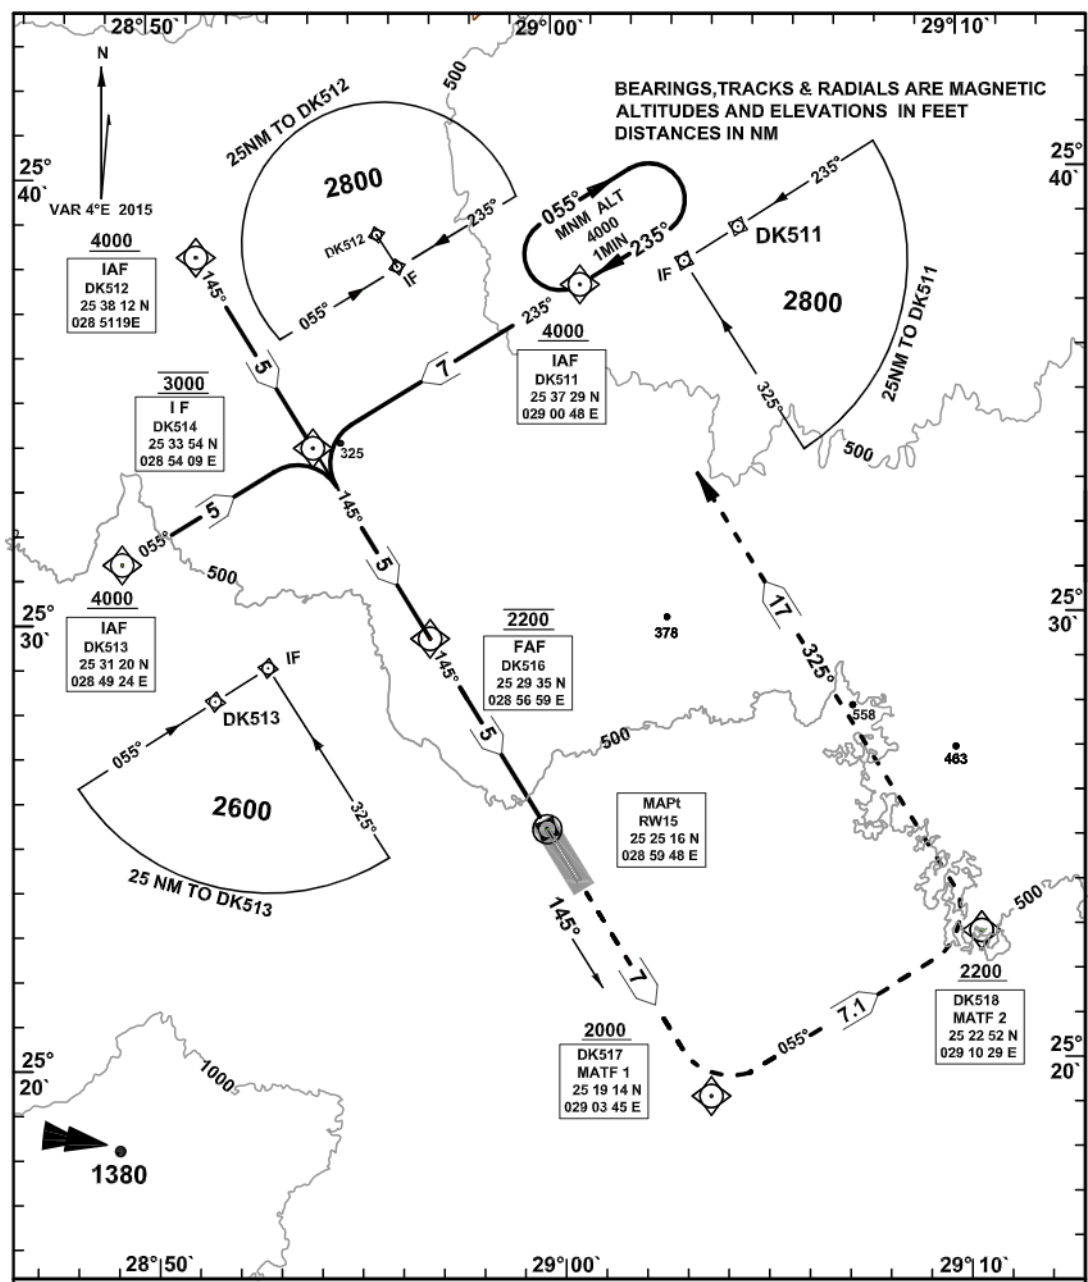 28°50`
29°00`
29°10`
N
VAR 4°E 2015
25°
40`
25°
40`
BEARINGS,TRACKS & RADIALS ARE MAGNETIC
ALTITUDES AND ELEVATIONS IN FEET
DISTANCES IN NM
500
25NM TO DK512
2800
235°
DK512
IF
055°
055°
MNM ALT
4000
1MIN
235°
235°
DK511
IF
2800
25NM TO DK511
325°
500
4000
IAF
DK512
25 38 12 N
028 5119E
145°
5
235°
7
4000
IAF
DK511
25 37 29 N
029 00 48 E
3000
I F
DK514
25 33 54 N
028 54 09 E
325
145°
5
055°
5
500
4000
IAF
DK513
25 31 20 N
028 49 24 E
25°
30`
25°
30`
378
17
325°
558
463
2200
FAF
DK516
25 29 35 N
028 56 59 E
145°
5
500
IF
DK513
055°
325°
2600
25 NM TO DK513
MAPt
RW15
25 25 16 N
028 59 48 E
145°
7
500
2200
DK518
MATF 2
25 22 52 N
029 10 29 E
7.1
055°
2000
DK517
MATF 1
25 19 14 N
029 03 45 E
25°
20`
25°
20`
1000
1380
28°50`
29°00`
29°10`